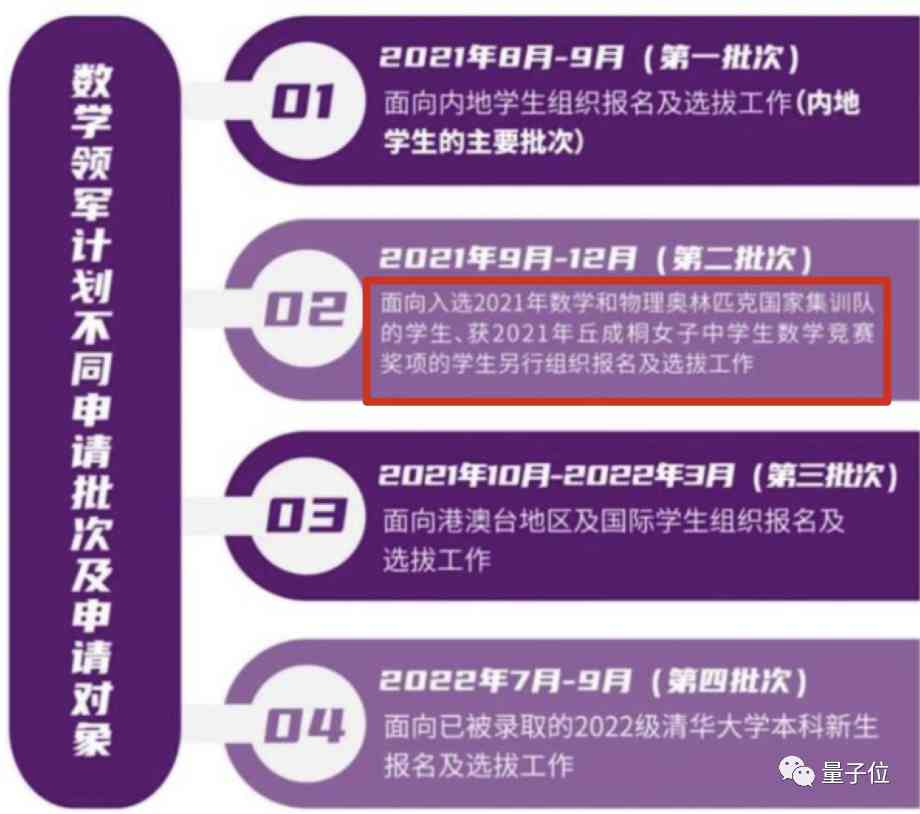 数学领军计划不同申请批次及申请对象
01
2021年8月-9月（第一批次）
面向内地学生组织报名及选拔工作（内地
学生的主要批次）
02
2021年9月-12月（第二批次）
面向入选2021年数学和物理奥林匹克国家集训队
的学生、获2021年丘成桐女子中学生数学竞赛
奖项的学生另行组织报名及选拔工作
03
2021年10月-2022年3月（第三批次）
面向港澳台地区及国际学生组织报名及
选拔工作
04
2022年7月-9月（第四批次）
面向已被录取的2022级清华大学本科新生
报名及选拔工作
量子位